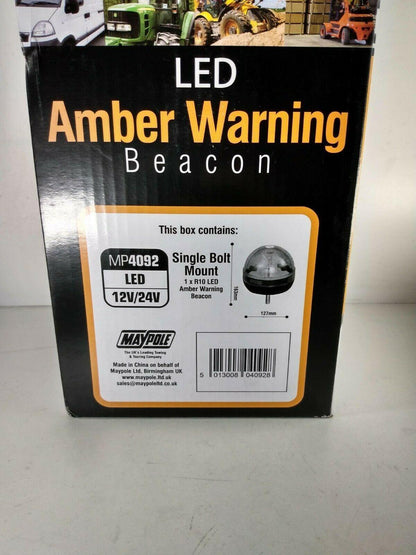 LED
Amber Warning
Beacon
This box contains:
MP4092
LED
12V/24V
Single Bolt
Mount
1 x R10 LED
Amber Warning
Beacon
163mm
127mm
MAYPOLE
The UK's Leading Towing
& Touring Company
Made in China on behalf of
Maypole Ltd, Birmingham UK
www.maypole.ltd.uk
sales@maypoleltd.co.uk
5 013008 040928